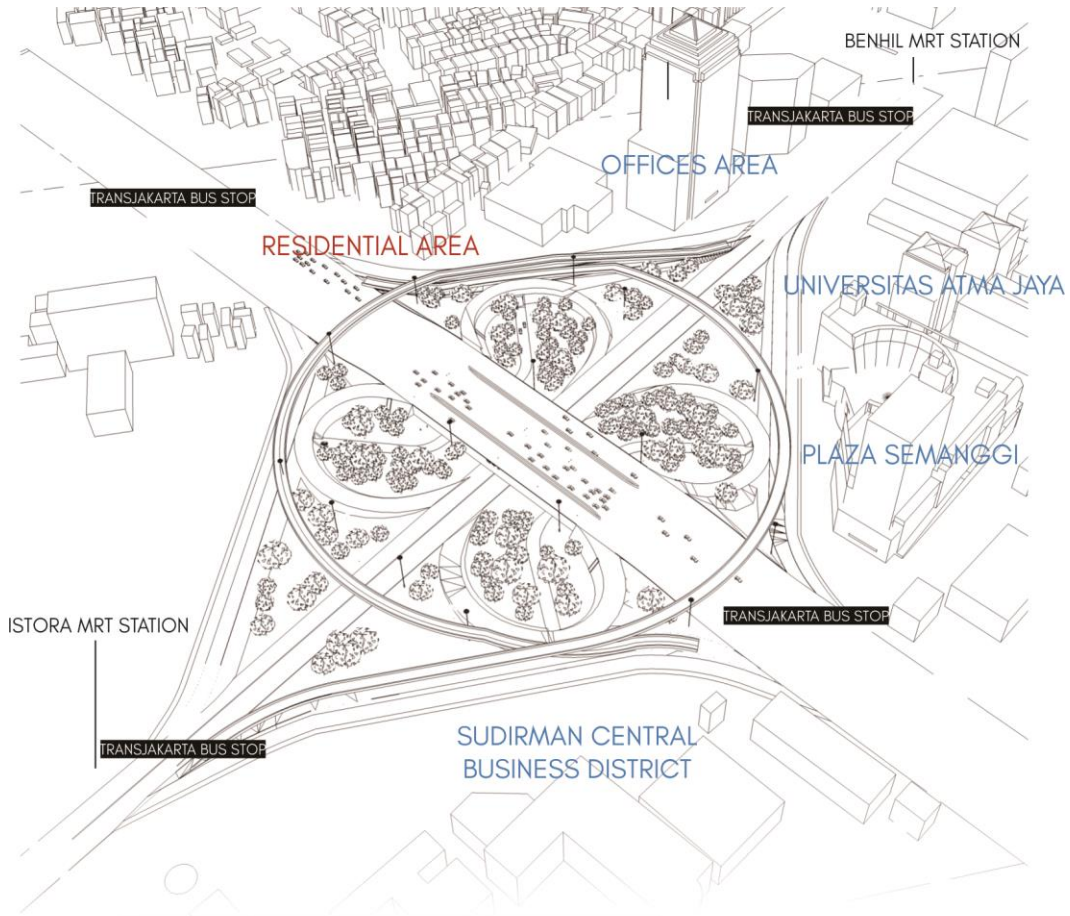 BENHIL MRT STATION
TRANSJAKARTA BUS STOP
OFFICES AREA
TRANSJAKARTA BUS STOP
RESIDENTIAL AREA
UNIVERSITAS ATMA JAYA
PLAZA SEMANGGI
TRANSJAKARTA BUS STOP
ISTORA MRT STATION
TRANSJAKARTA BUS STOP
SUDIRMAN CENTRAL
BUSINESS DISTRICT